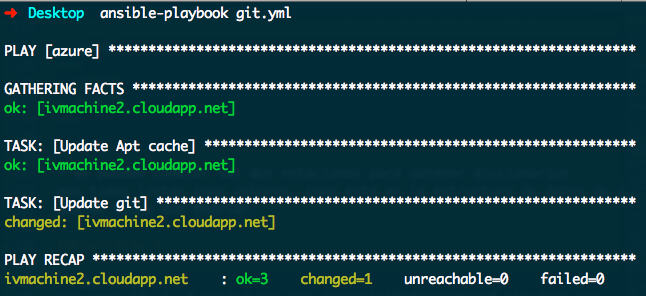 ➜ Desktop ansible-playbook git.yml
PLAY [azure] ******************************************************************
GATHERING FACTS ***************************************************************
ok: [ivmachine2.cloudapp.net]
TASK: [Update Apt cache] ******************************************************
ok: [ivmachine2.cloudapp.net]
TASK: [Update git] ************************************************************
changed: [ivmachine2.cloudapp.net]
PLAY RECAP ********************************************************************
ivmachine2.cloudapp.net : ok=3 changed=1 unreachable=0 failed=0